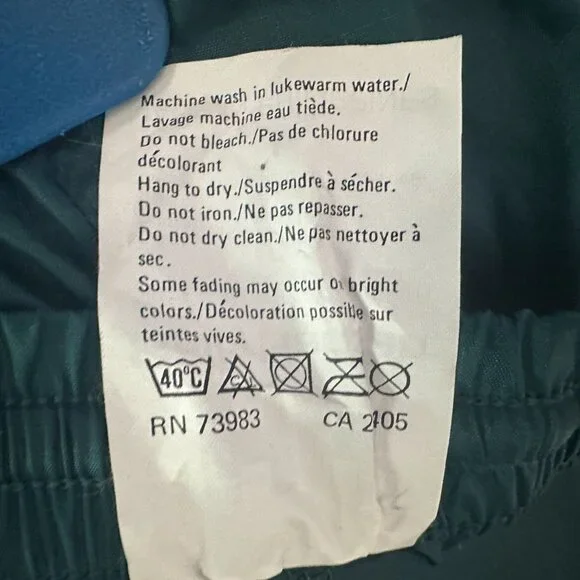 Machine wash in lukewarm water./
Lavage machine eau tiède.
Do not bleach./Pas de chlorure
décolorant
Hang to dry./Suspendre à sécher.
Do not iron./Ne pas repasser.
Do not dry clean./Ne pas nettoyer à
sec.
Some fading may occur on bright
colors./Décoloration possible sur
teintes vives.
40°C CL
RN 73983 CA 2405